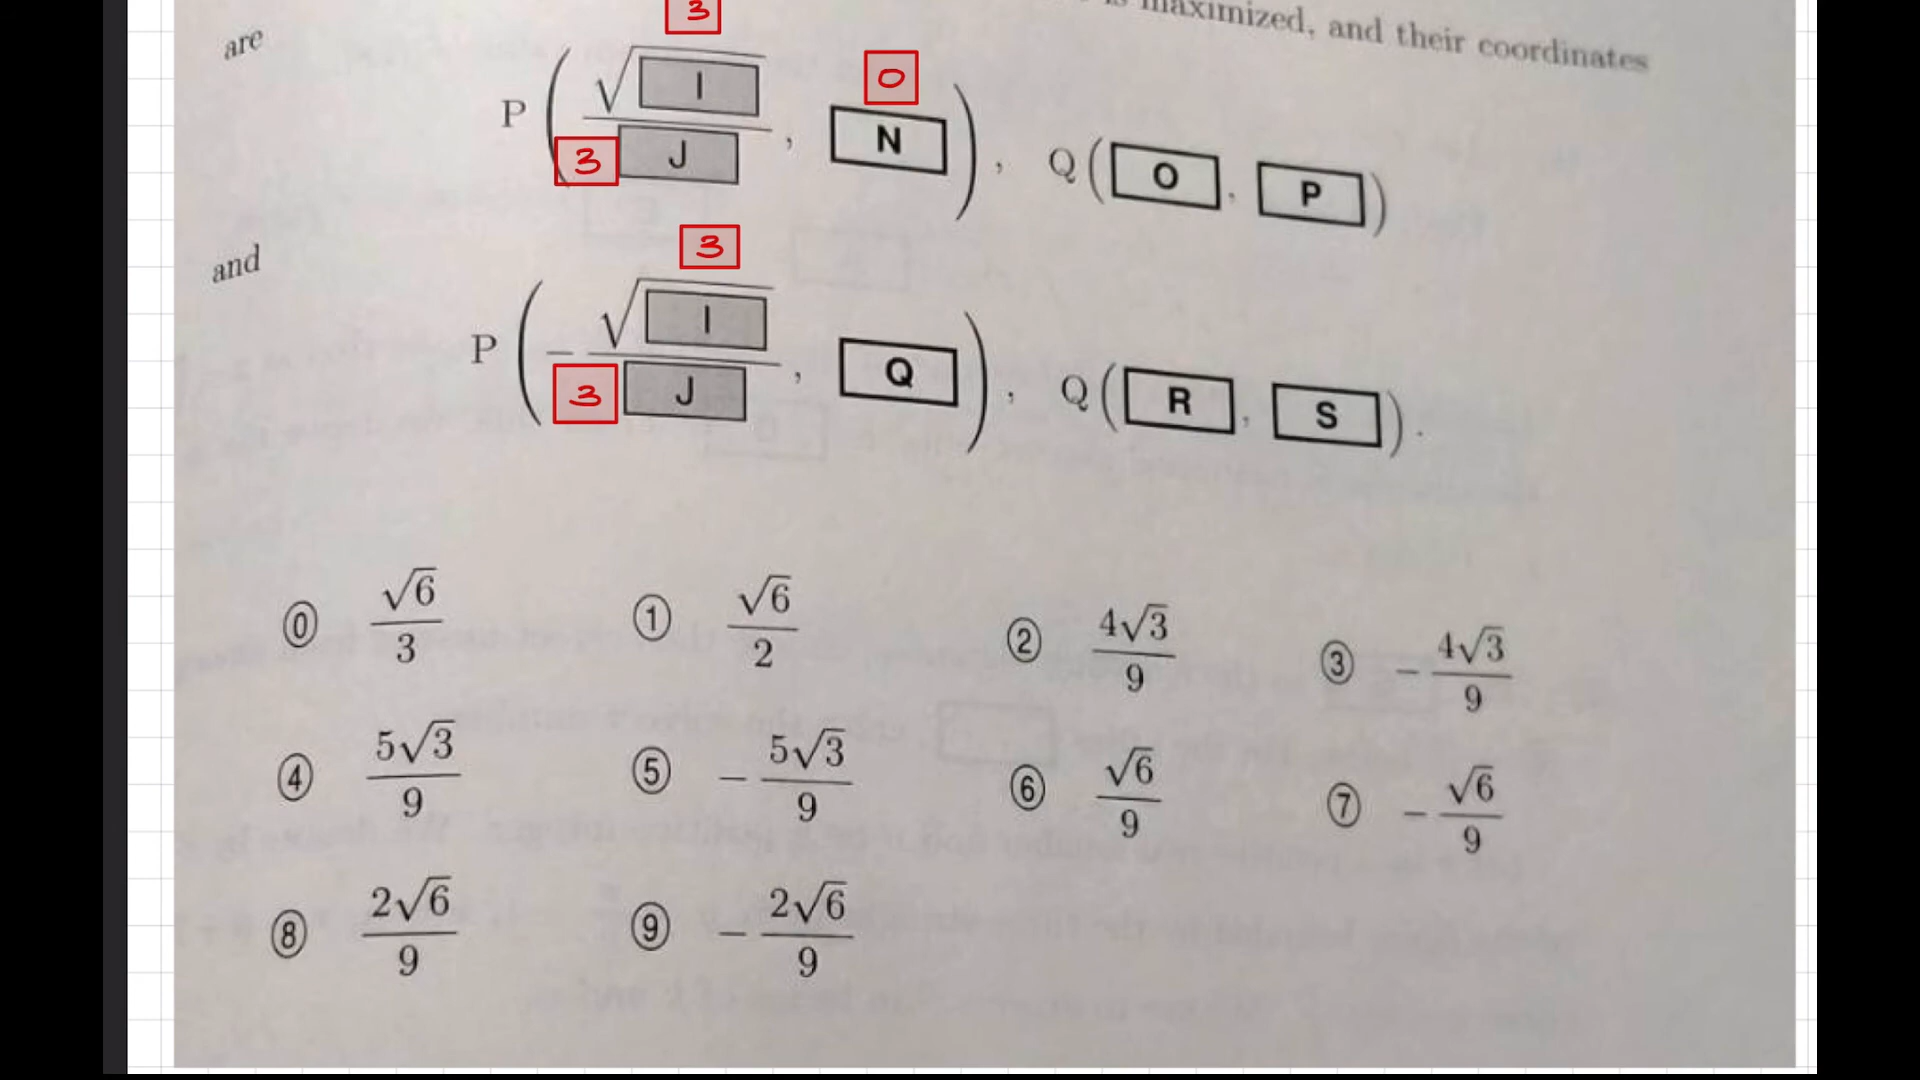 3
maximized, and their coordinates
are
P ( √I / 3 J , N 0 ) , Q ( O , P )
and
3
P ( − √I / 3 J , Q ) , Q ( R , S ) .
⓪ √6/3 ① √6/2 ② 4√3/9 ③ − 4√3/9
④ 5√3/9 ⑤ − 5√3/9 ⑥ √6/9 ⑦ − √6/9
⑧ 2√6/9 ⑨ − 2√6/9